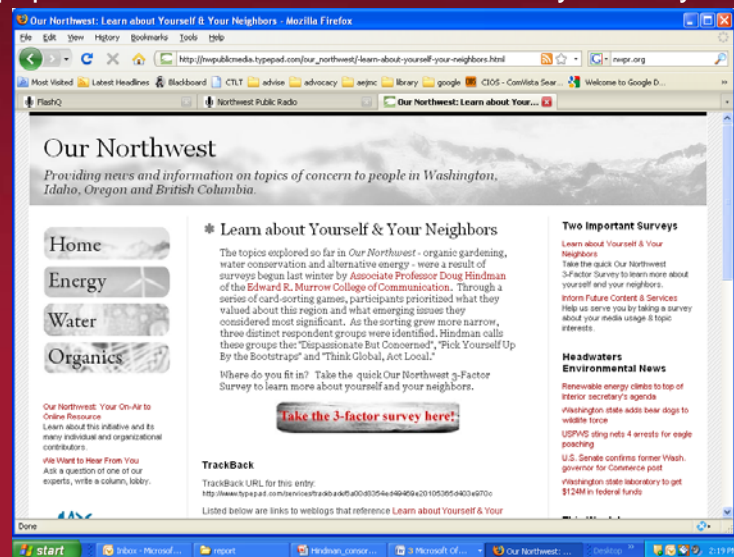 Our Northwest: Learn about Yourself & Your Neighbors - Mozilla Firefox
File Edit View History Bookmarks Tools Help
http://nwpublicmedia.typepad.com/our_northwest/-learn-about-yourself-your-neighbors.html
nwpr.org
Most Visited Latest Headlines Blackboard CTLT advise advocacy aejmc library google CIOS - ComVista Sear... Welcome to Google D...
FlashQ Northwest Public Radio Our Northwest: Learn about Your...
Our Northwest
Providing news and information on topics of concern to people in Washington,
Idaho, Oregon and British Columbia.
Home
Energy
Water
Organics
Our Northwest: Your On-Air to
Online Resource
Learn about this initiative and its
many individual and organizational
contributors.
We Want to Hear From You
Ask a question of one of our
experts, write a column, lobby.
Learn about Yourself & Your Neighbors
The topics explored so far in Our Northwest - organic gardening,
water conservation and alternative energy - were a result of
surveys begun last winter by Associate Professor Doug Hindman
of the Edward R. Murrow College of Communication. Through a
series of card-sorting games, participants prioritized what they
valued about this region and what emerging issues they
considered most significant. As the sorting grew more narrow,
three distinct respondent groups were identified. Hindman calls
these groups the: "Dispassionate But Concerned", "Pick Yourself Up
By the Bootstraps" and "Think Global, Act Local."
Where do you fit in? Take the quick Our Northwest 3-Factor
Survey to learn more about yourself and your neighbors.
Take the 3-factor survey here!
TrackBack
TrackBack URL for this entry:
Listed below are links to weblogs that reference Learn about Yourself & Your
Two Important Surveys
Learn about Yourself & Your
Neighbors
Take the quick Our Northwest
3-Factor Survey to learn more about
yourself and your neighbors.
Inform Future Content & Services
Help us serve you by taking a survey
about your media usage & topic
interests.
Headwaters
Environmental News
Renewable energy climbs to top of
Interior secretary's agenda
Washington state adds bear dogs to
wildlife force
USFWS sting nets 4 arrests for eagle
poaching
U.S. Senate confirms former Wash.
governor for Commerce post
Washington state laboratory to get
$124M in federal funds
Done
start Inbox - Microsof... report Hindman_consor... 3 Microsoft Of... Our Northwest: ... Desktop 2:19 P